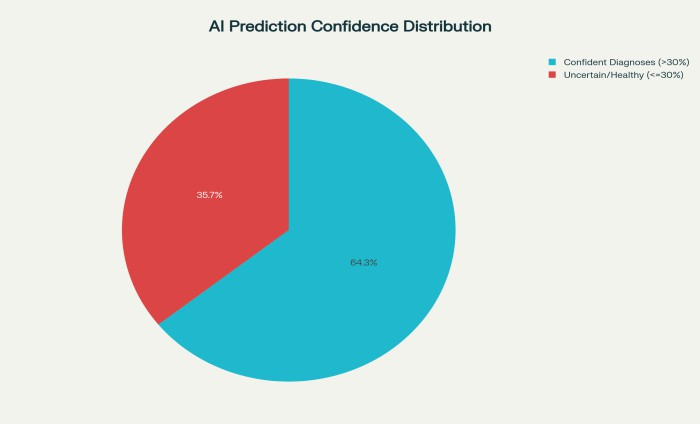 AI Prediction Confidence Distribution
Confident Diagnoses (>30%)
Uncertain/Healthy (<=30%)
35.7%
64.3%